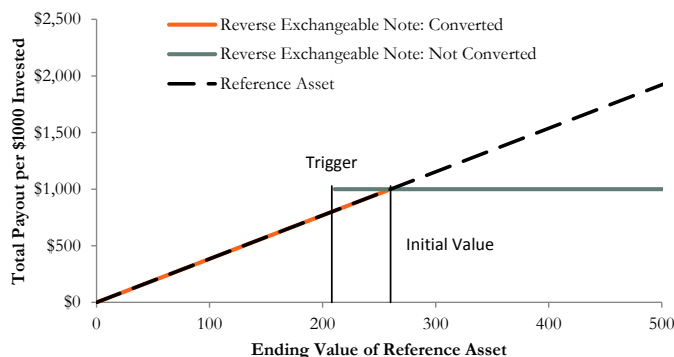 $2,500
$2,000
$1,500
$1,000
$500
$0
Total Payout per $1000 Invested
Reverse Exchangeable Note: Converted
Reverse Exchangeable Note: Not Converted
Reference Asset
Trigger
Initial Value
0 100 200 300 400 500
Ending Value of Reference Asset